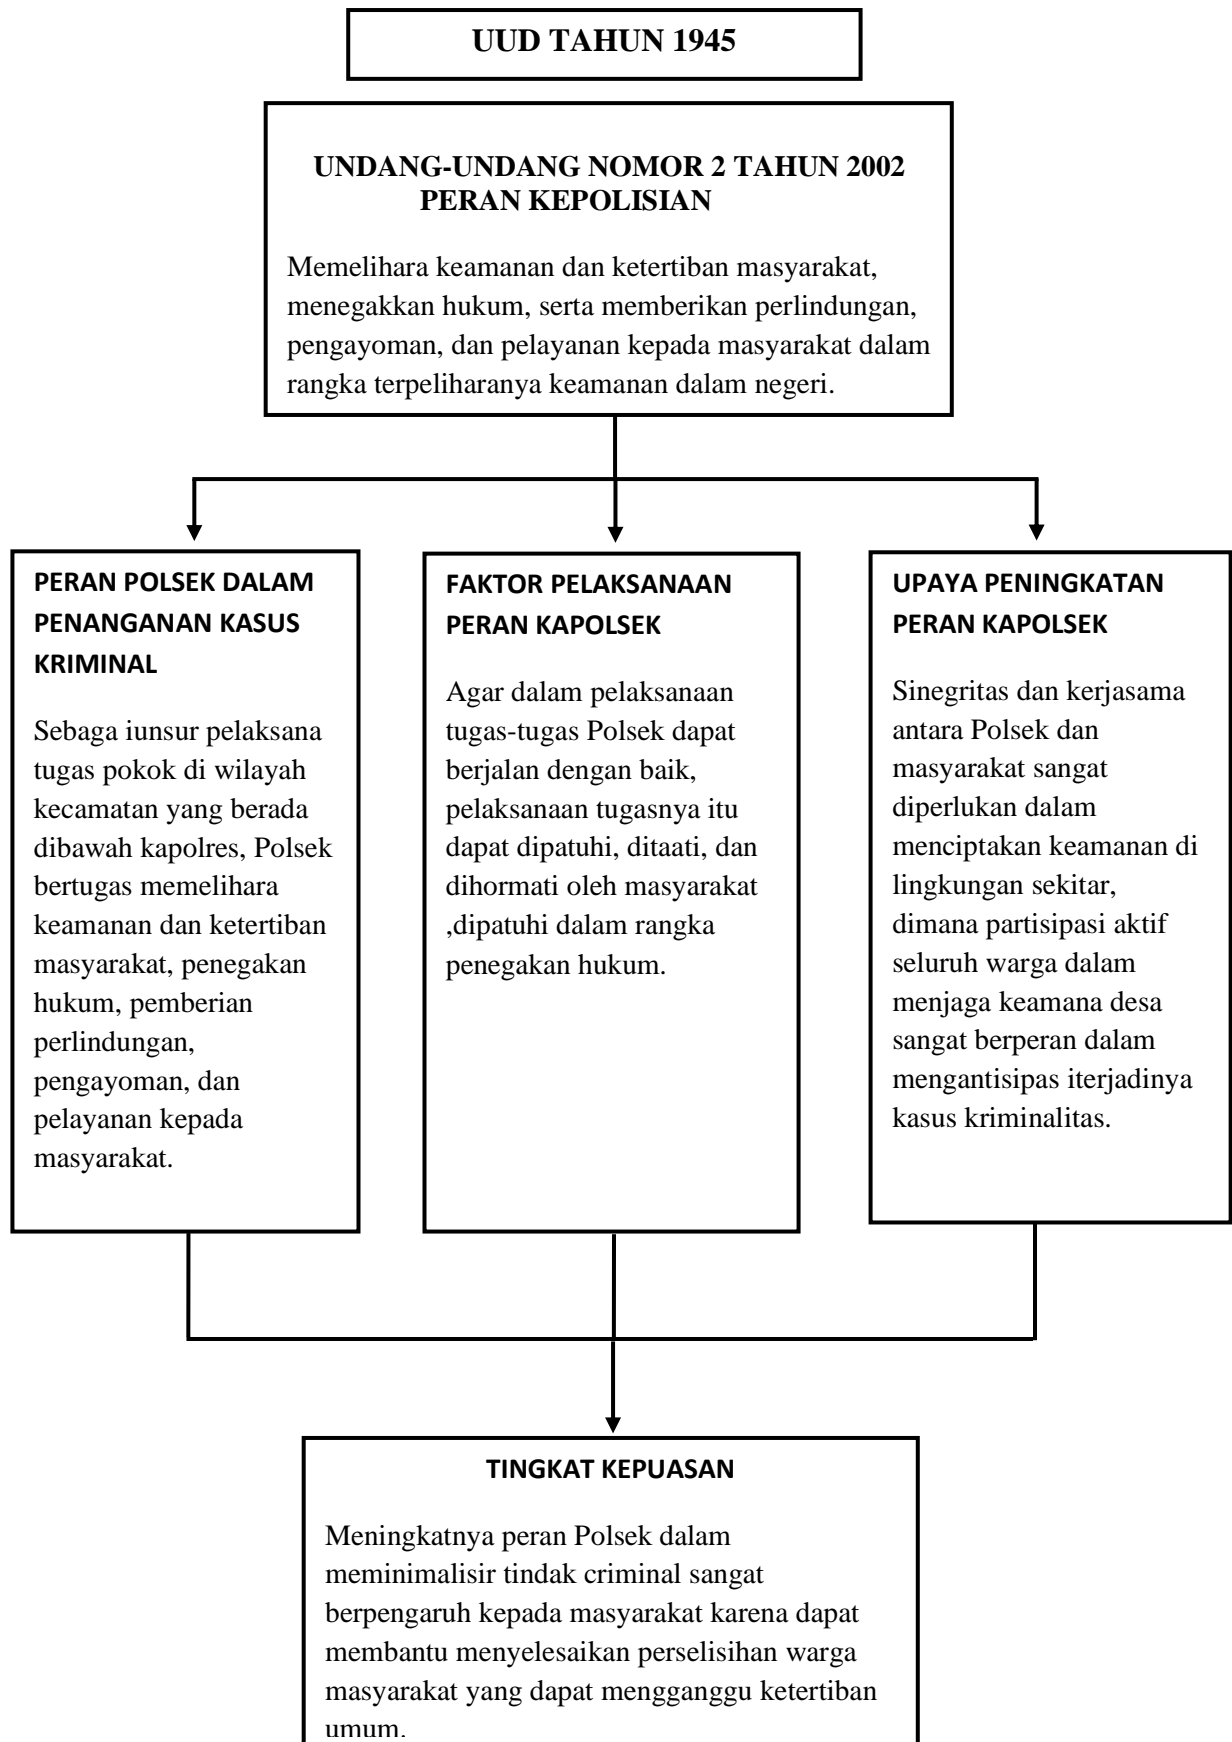 UUD TAHUN 1945
UNDANG-UNDANG NOMOR 2 TAHUN 2002
PERAN KEPOLISIAN
Memelihara keamanan dan ketertiban masyarakat,
menegakkan hukum, serta memberikan perlindungan,
pengayoman, dan pelayanan kepada masyarakat dalam
rangka terpeliharanya keamanan dalam negeri.
PERAN POLSEK DALAM
PENANGANAN KASUS
KRIMINAL
Sebaga iunsur pelaksana
tugas pokok di wilayah
kecamatan yang berada
dibawah kapolres, Polsek
bertugas memelihara
keamanan dan ketertiban
masyarakat, penegakan
hukum, pemberian
perlindungan,
pengayoman, dan
pelayanan kepada
masyarakat.
FAKTOR PELAKSANAAN
PERAN KAPOLSEK
Agar dalam pelaksanaan
tugas-tugas Polsek dapat
berjalan dengan baik,
pelaksanaan tugasnya itu
dapat dipatuhi, ditaati, dan
dihormati oleh masyarakat
,dipatuhi dalam rangka
penegakan hukum.
UPAYA PENINGKATAN
PERAN KAPOLSEK
Sinegritas dan kerjasama
antara Polsek dan
masyarakat sangat
diperlukan dalam
menciptakan keamanan di
lingkungan sekitar,
dimana partisipasi aktif
seluruh warga dalam
menjaga keamana desa
sangat berperan dalam
mengantisipas iterjadinya
kasus kriminalitas.
TINGKAT KEPUASAN
Meningkatnya peran Polsek dalam
meminimalisir tindak criminal sangat
berpengaruh kepada masyarakat karena dapat
membantu menyelesaikan perselisihan warga
masyarakat yang dapat mengganggu ketertiban
umum.